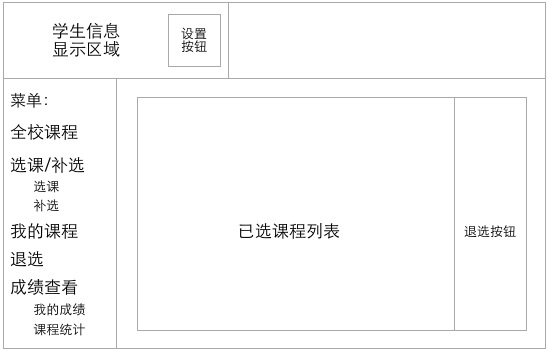 学生信息
显示区域
设置
按钮
菜单：
全校课程
选课/补选
选课
补选
我的课程
退选
成绩查看
我的成绩
课程统计
已选课程列表
退选按钮